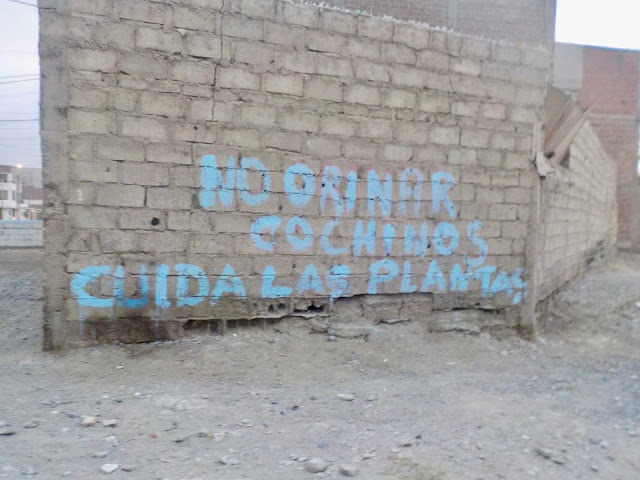 NO ORINAR
COCHINOS
CUIDA LAS PLANTAS